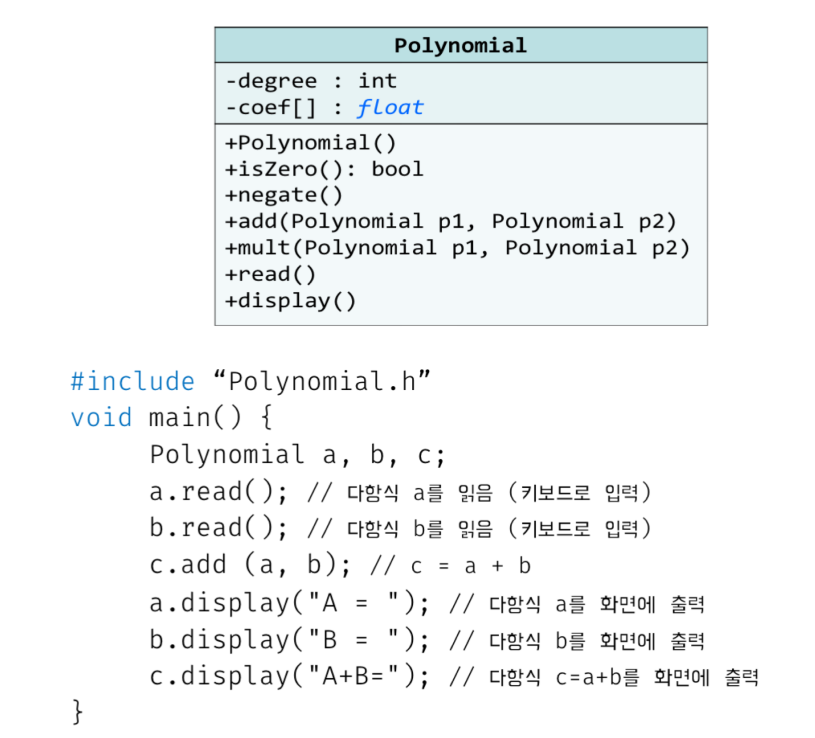 Polynomial
-degree : int
-coef[] : float
+Polynomial()
+isZero(): bool
+negate()
+add(Polynomial p1, Polynomial p2)
+mult(Polynomial p1, Polynomial p2)
+read()
+display()
#include “Polynomial.h”
void main() {
Polynomial a, b, c;
a.read(); // 다항식 a를 읽음 (키보드로 입력)
b.read(); // 다항식 b를 읽음 (키보드로 입력)
c.add (a, b); // c = a + b
a.display("A = "); // 다항식 a를 화면에 출력
b.display("B = "); // 다항식 b를 화면에 출력
c.display("A+B="); // 다항식 c=a+b를 화면에 출력
}